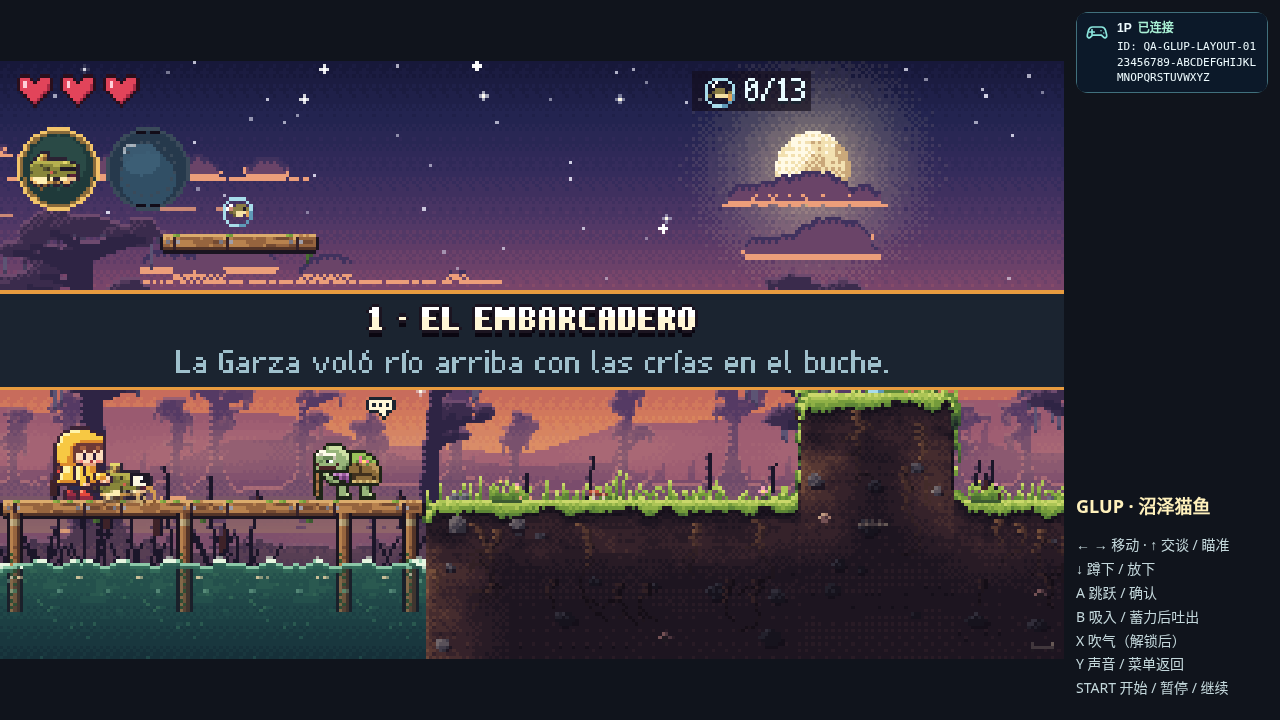 0/13
1 - EL EMBARCADERO
La Garza voló río arriba con las crías en el buche.
1P 已连接
ID: QA-GLUP-LAYOUT-01
23456789-ABCDEFGHIJKL
MNOPQRSTUVWXYZ
GLUP · 沼泽猫鱼
← → 移动 · ↑ 交谈 / 瞄准
↓ 蹲下 / 放下
A 跳跃 / 确认
B 吸入 / 蓄力后吐出
X 吹气（解锁后）
Y 声音 / 菜单返回
START 开始 / 暂停 / 继续